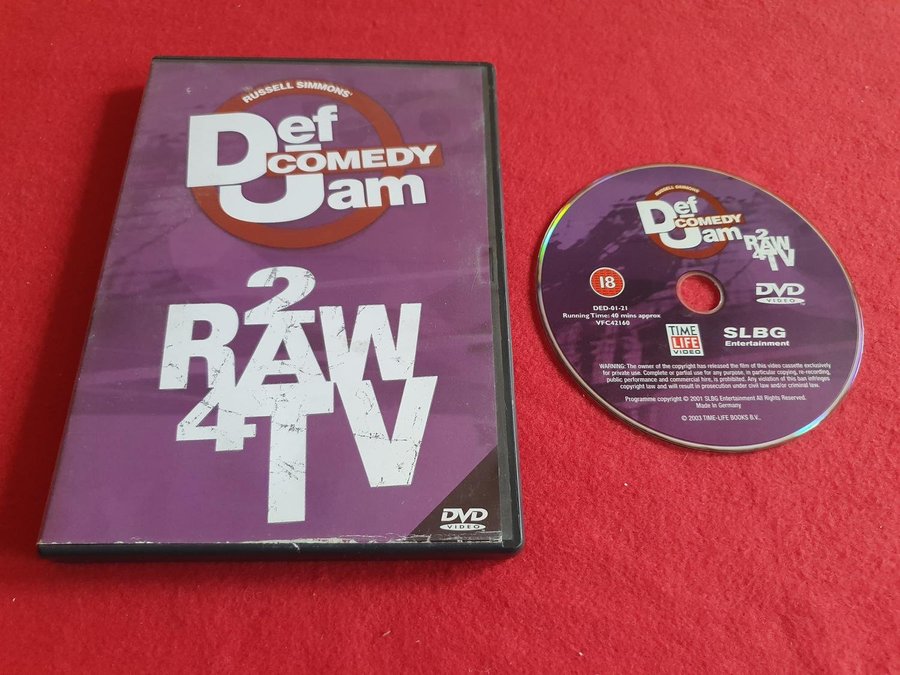 RUSSELL SIMMONS'
Def
COMEDY
Jam
2
RAW
4TV
DVD
VIDEO
RUSSELL SIMMONS'
Def
COMEDY
Jam
2
RAW
4TV
18
DVD
VIDEO
DED-01-21
Running Time: 40 mins approx
VFC42160
TIME
LIFE
VIDEO
SLBG
Entertainment
WARNING: The owner of the copyright has released the film of this video cassette exclusively
for private use. Complete or partial use for any purpose, in particular copying, re-recording,
public performance and commercial hire, is prohibited. Any violation of this ban infringes
copyright law and will result in prosecution under civil law and/or criminal law.
Programme copyright © 2001 SLBG Entertainment All Rights Reserved.
Made in Germany
© 2003 TIME-LIFE BOOKS B.V.